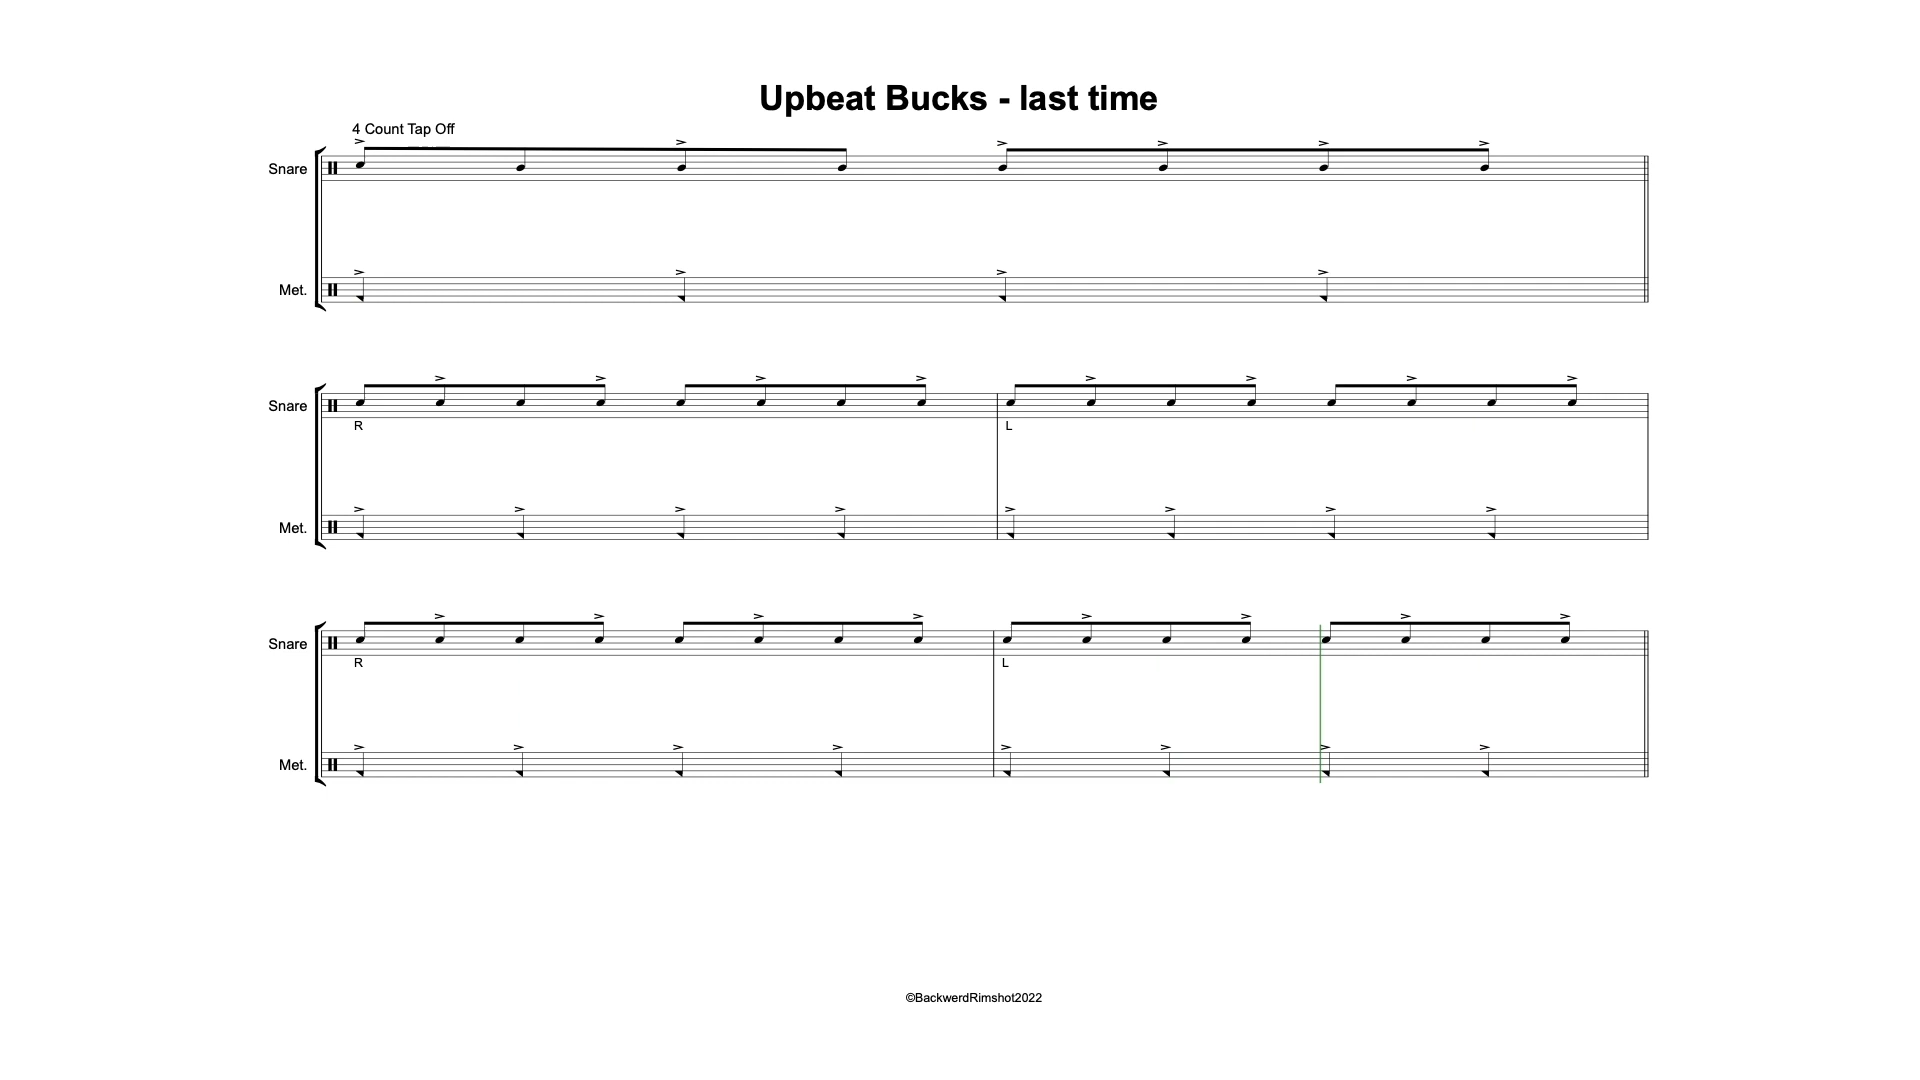 Upbeat Bucks - last time
4 Count Tap Off
Snare
Met.
Snare
R L
Met.
Snare
R L
Met.
©BackwerdRimshot2022